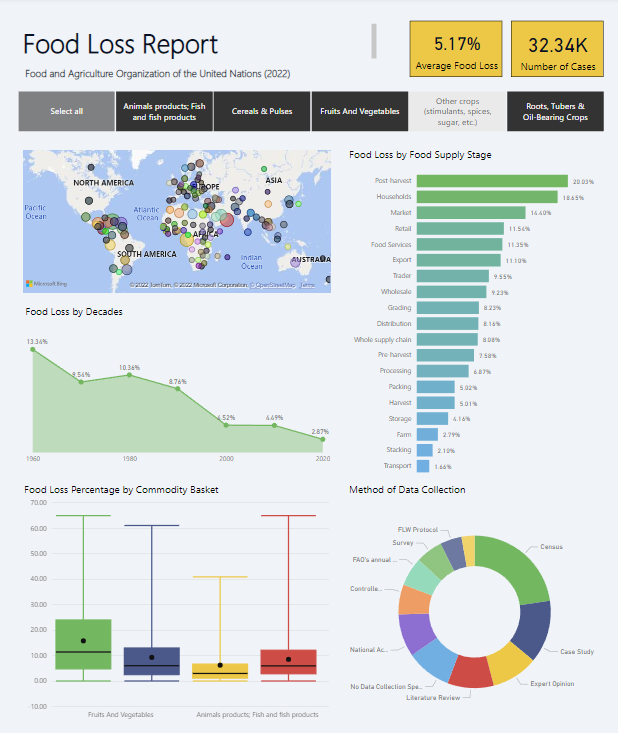 Food Loss Report
Food and Agriculture Organization of the United Nations (2022)
5.17%
Average Food Loss
32.34K
Number of Cases
Select all
Animals products; Fish
and fish products
Cereals & Pulses
Fruits And Vegetables
Other crops
(stimulants, spices,
sugar, etc.)
Roots, Tubers &
Oil-Bearing Crops
NORTH AMERICA
EUROPE
ASIA
Pacific
Ocean
Atlantic
Ocean
AFRICA
SOUTH AMERICA
Indian
Ocean
AUSTRALIA
Microsoft Bing
© 2022 TomTom, © 2022 Microsoft Corporation, © OpenStreetMap Terms
Food Loss by Food Supply Stage
Post-harvest 20.03%
Households 18.65%
Market 14.40%
Retail 11.54%
Food Services 11.35%
Export 11.10%
Trader 9.55%
Wholesale 9.23%
Grading 8.23%
Distribution 8.16%
Whole supply chain 8.08%
Pre-harvest 7.58%
Processing 6.87%
Packing 5.02%
Harvest 5.01%
Storage 4.16%
Farm 2.79%
Stacking 2.10%
Transport 1.66%
Food Loss by Decades
13.34%
9.54%
10.36%
8.76%
4.52%
4.49%
2.87%
1960
1980
2000
2020
Food Loss Percentage by Commodity Basket
70.00
60.00
50.00
40.00
30.00
20.00
10.00
0.00
-10.00
Fruits And Vegetables
Animals products; Fish and fish products
Method of Data Collection
FLW Protocol
Survey
Census
FAO's annual ...
Controlle..
National Ac..
Case Study
No Data Collection Spe..
Expert Opinion
Literature Review